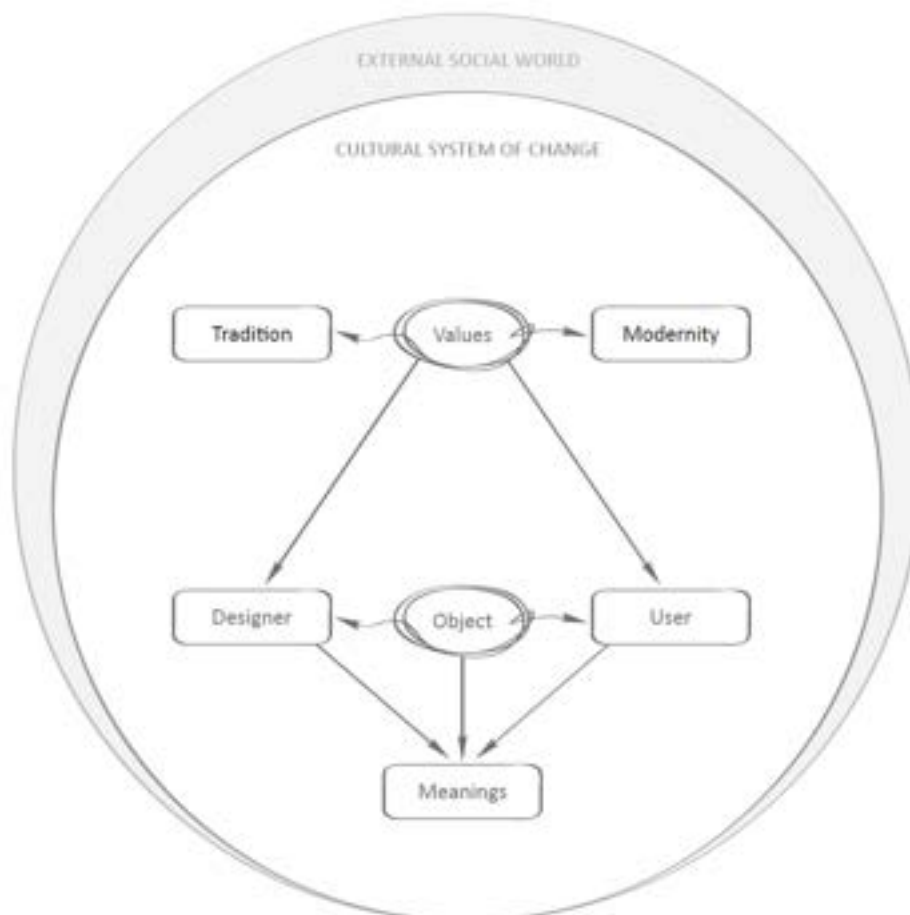 EXTERNAL SOCIAL WORLD
CULTURAL SYSTEM OF CHANGE
Tradition Values Modernity
Designer Object User
Meanings